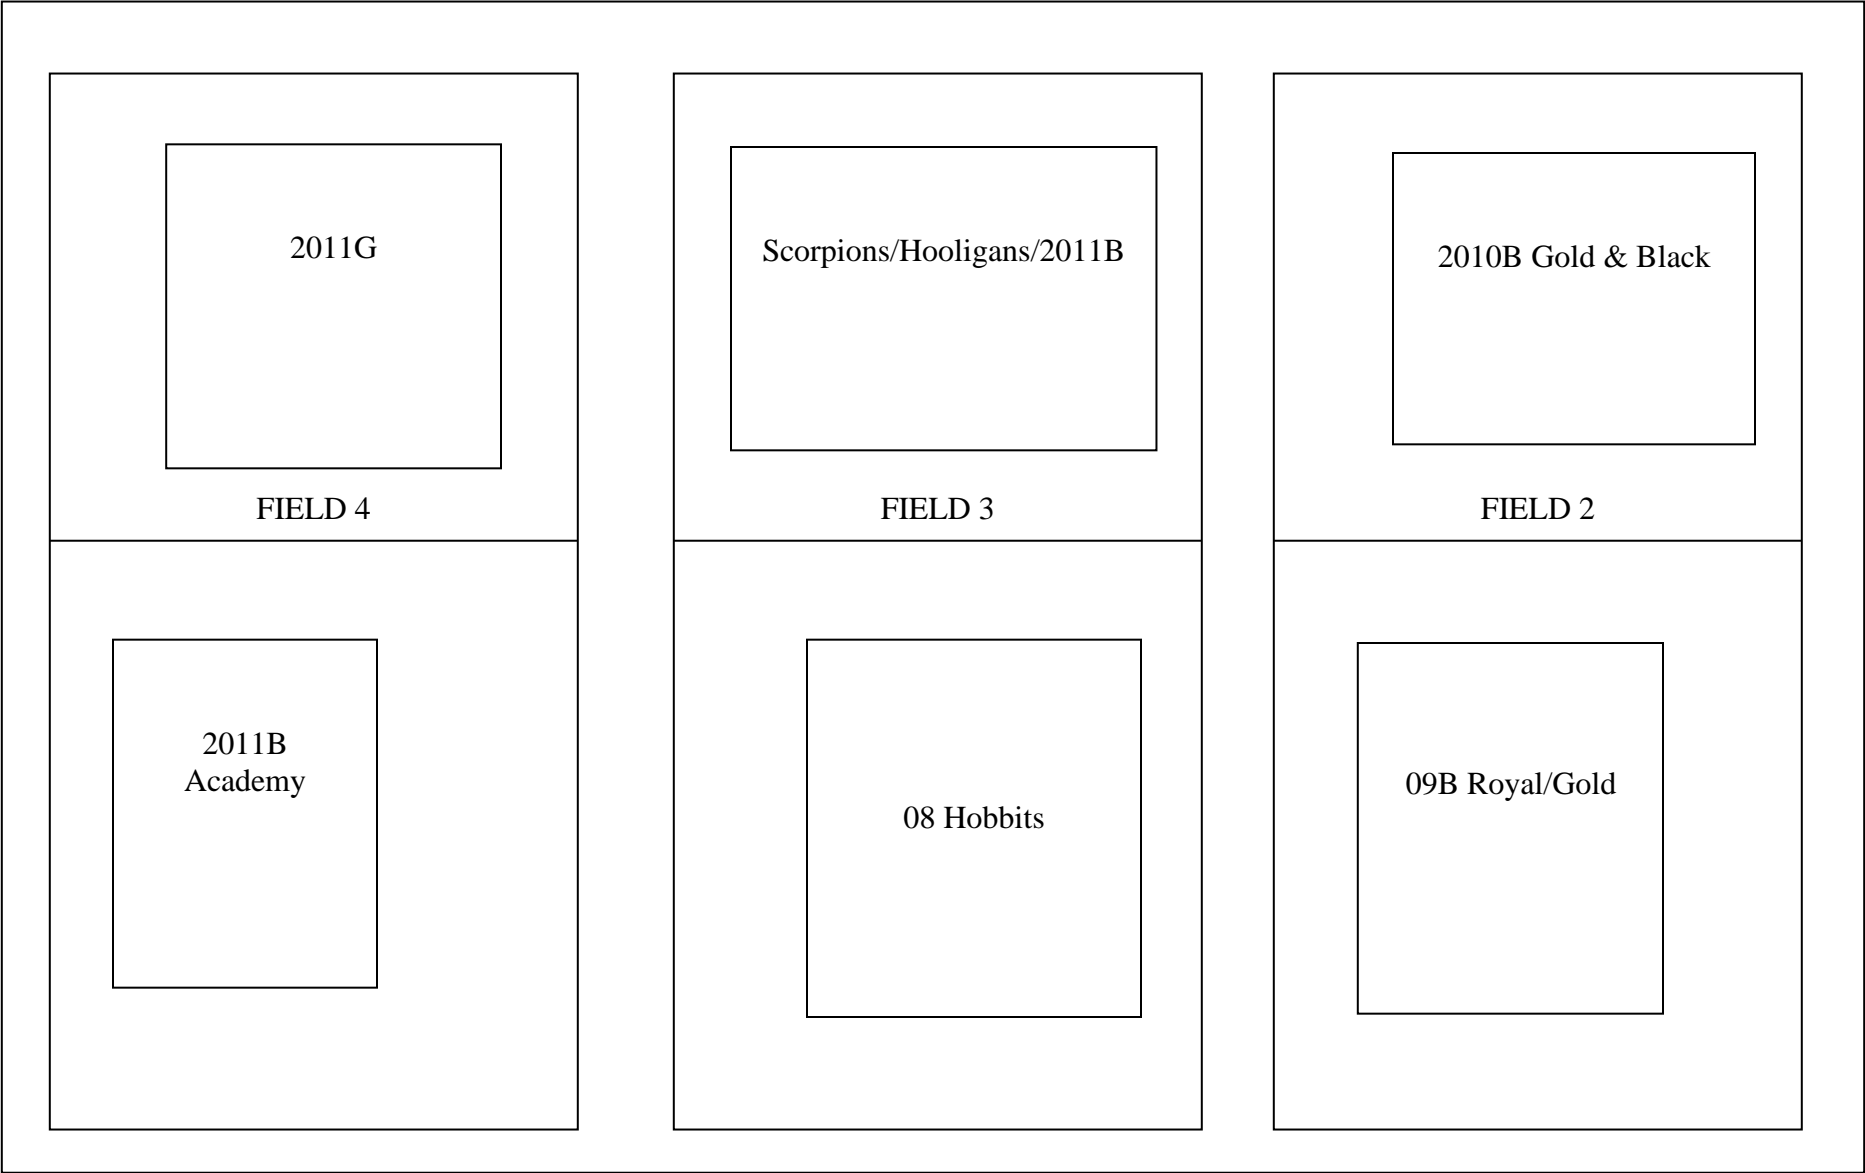 2011G
Scorpions/Hooligans/2011B
2010B Gold & Black
FIELD 4
FIELD 3
FIELD 2
2011B
Academy
08 Hobbits
09B Royal/Gold